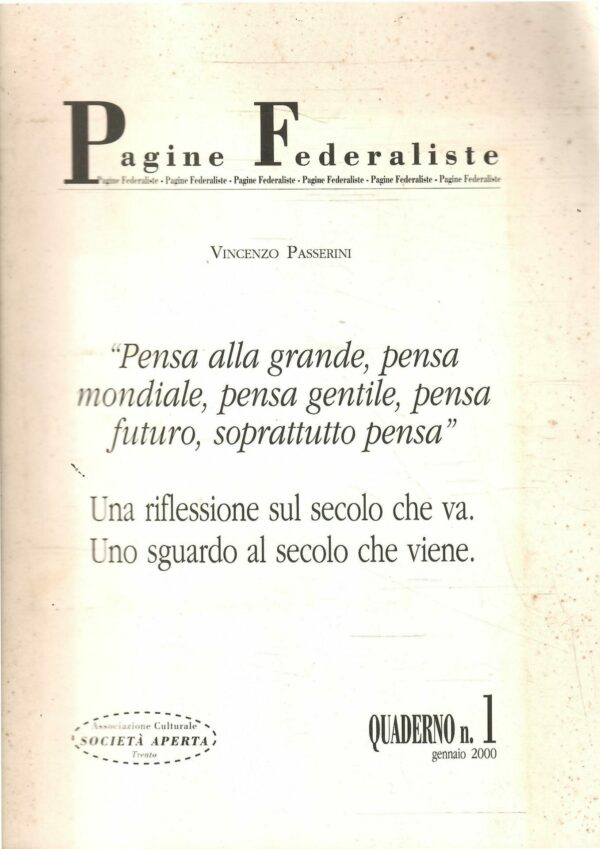 Pagine Federaliste
Pagine Federaliste - Pagine Federaliste - Pagine Federaliste - Pagine Federaliste - Pagine Federaliste - Pagine Federaliste
Vincenzo Passerini
“Pensa alla grande, pensa
mondiale, pensa gentile, pensa
futuro, soprattutto pensa”
Una riflessione sul secolo che va.
Uno sguardo al secolo che viene.
Associazione Culturale
SOCIETÀ APERTA
Trento
QUADERNO n. 1
gennaio 2000